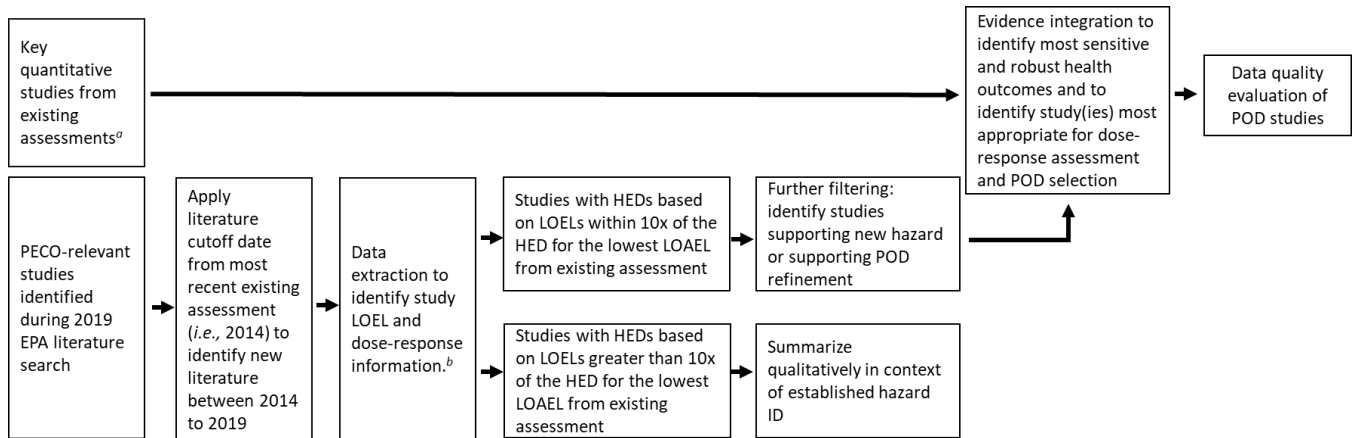 Key
quantitative
studies from
existing
assessmentsᵃ
Evidence integration to
identify most sensitive
and robust health
outcomes and to
identify study(ies) most
appropriate for dose-
response assessment
and POD selection
Data quality
evaluation of
POD studies
PECO-relevant
studies
identified
during 2019
EPA literature
search
Apply
literature
cutoff date
from most
recent existing
assessment
(i.e., 2014) to
identify new
literature
between 2014
to 2019
Data
extraction to
identify study
LOEL and
dose-response
information.ᵇ
Studies with HEDs based
on LOELs within 10x of the
HED for the lowest LOAEL
from existing assessment
Further filtering:
identify studies
supporting new hazard
or supporting POD
refinement
Studies with HEDs based
on LOELs greater than 10x
of the HED for the lowest
LOAEL from existing
assessment
Summarize
qualitatively in context
of established hazard
ID